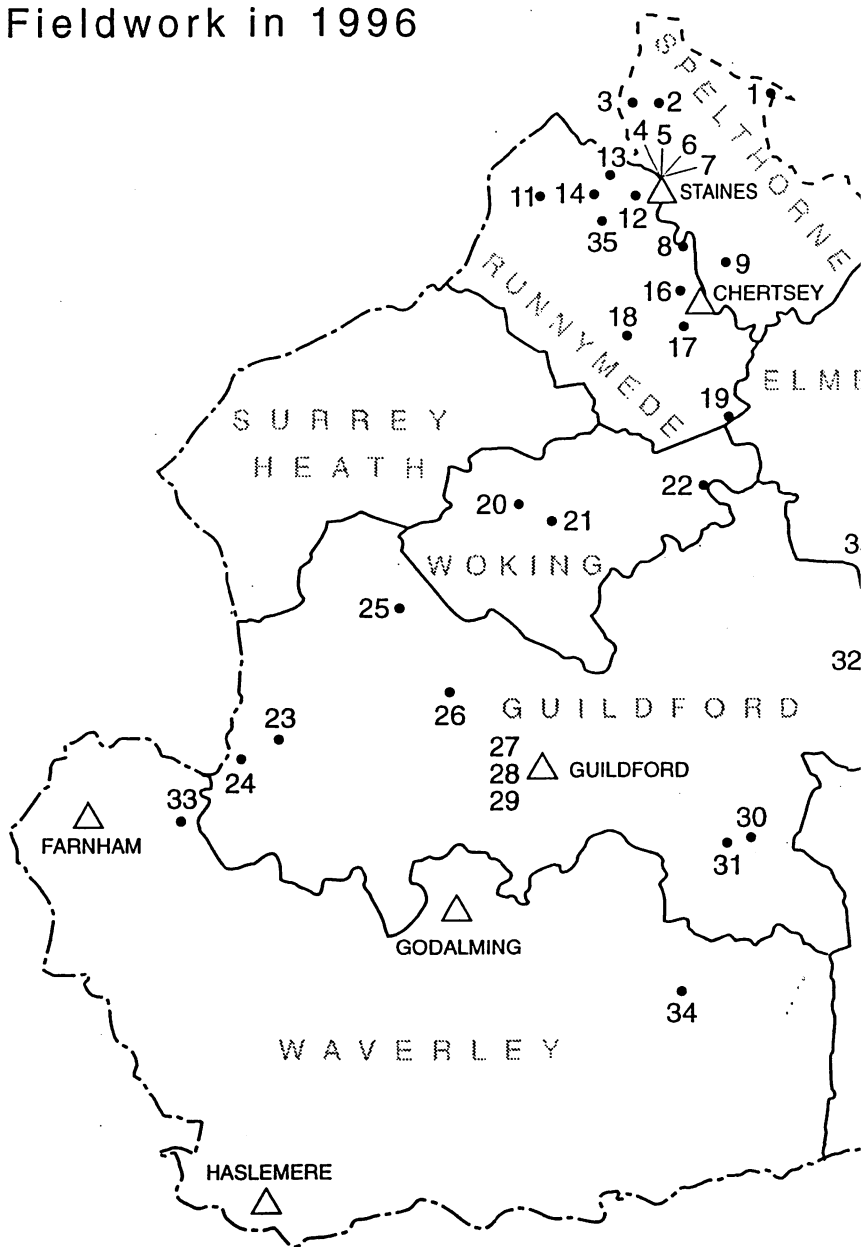 Fieldwork in 1996
SPELTHORNE
1
3 2
4 5 6 7
13
11 14 12 STAINES
35
8
9
RUNNYMEDE
16 CHERTSEY
18 17
ELMB
19
SURREY
HEATH
22
20 21
WOKING
25
32
26 GUILDFORD
23
27
28 GUILDFORD
29
24
33
FARNHAM
30
31
GODALMING
34
WAVERLEY
HASLEMERE